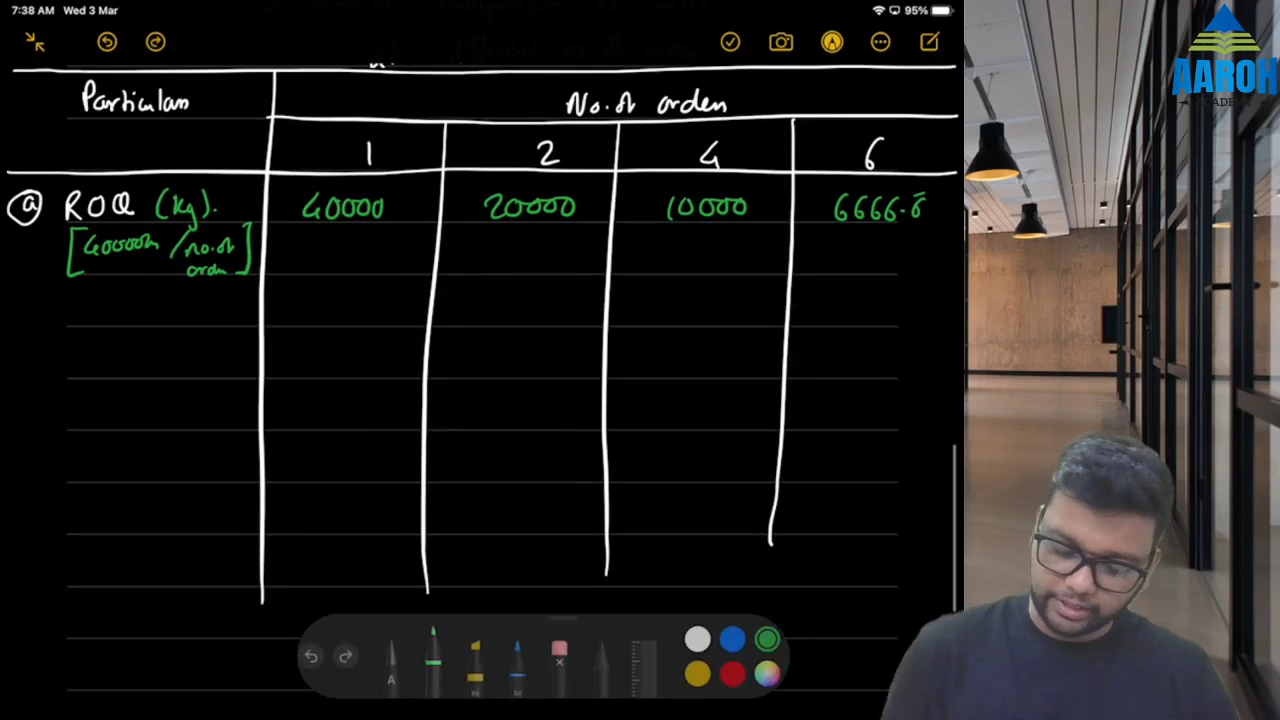 7:38 AM Wed 3 Mar
95%
AAROH
ACADEMY
Particulars
No. of orders
1 2 4 6
(a) ROQ (kg).
40000 20000 10000 6666.6
/no. of
orders]
A